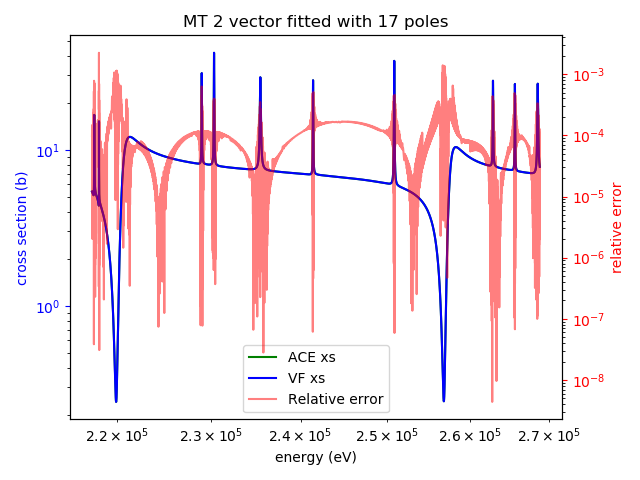 MT 2 vector fitted with 17 poles
cross section (b)
10¹
10⁰
relative error
10⁻³
10⁻⁴
10⁻⁵
10⁻⁶
10⁻⁷
10⁻⁸
ACE xs
VF xs
Relative error
2.2 × 10⁵ 2.3 × 10⁵ 2.4 × 10⁵ 2.5 × 10⁵ 2.6 × 10⁵ 2.7 × 10⁵
energy (eV)